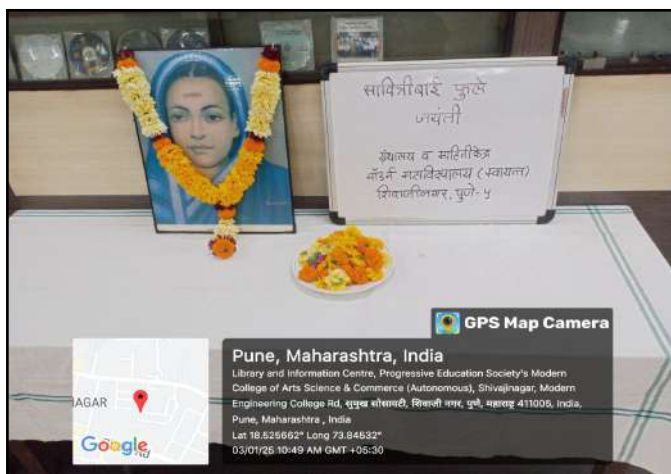 सावित्रीबाई फुले
जयंती
ग्रंथालय व माहितीकेंद्र
मॉडर्न महाविद्यालय (स्वायत्त)
शिवाजीनगर, पुणे-५
GPS Map Camera
NAGAR
Google
Pune, Maharashtra, India
Library and Information Centre, Progressive Education Society's Modern
College of Arts Science & Commerce (Autonomous), Shivajinagar, Modern
Engineering College Rd, सुमुख सोसायटी, शिवाजी नगर, पुणे, महाराष्ट्र 411005, India,
Pune, Maharashtra , India
Lat 18.525662° Long 73.84532°
03/01/25 10:49 AM GMT +05:30